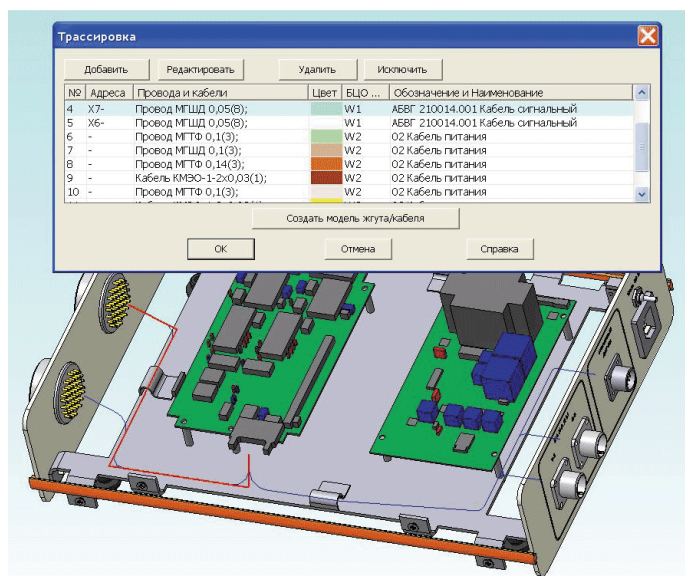 Трассировка
Добавить Редактировать Удалить Исключить
№ Адреса Провода и кабели Цвет БЦО ... Обозначение и Наименование
4 X7- Провод МГШД 0,05(8); W1 АБВГ 210014.001 Кабель сигнальный
5 X6- Провод МГШД 0,05(8); W1 АБВГ 210014.001 Кабель сигнальный
6 - Провод МГТФ 0,1(3); W2 02 Кабель питания
7 - Провод МГШД 0,1(3); W2 02 Кабель питания
8 - Провод МГТФ 0,14(3); W2 02 Кабель питания
9 - Кабель КМЭО-1-2х0,03(1); W2 02 Кабель питания
10 - Провод МГТФ 0,1(3); W2 02 Кабель питания
Создать модель жгута/кабеля
ОК Отмена Справка